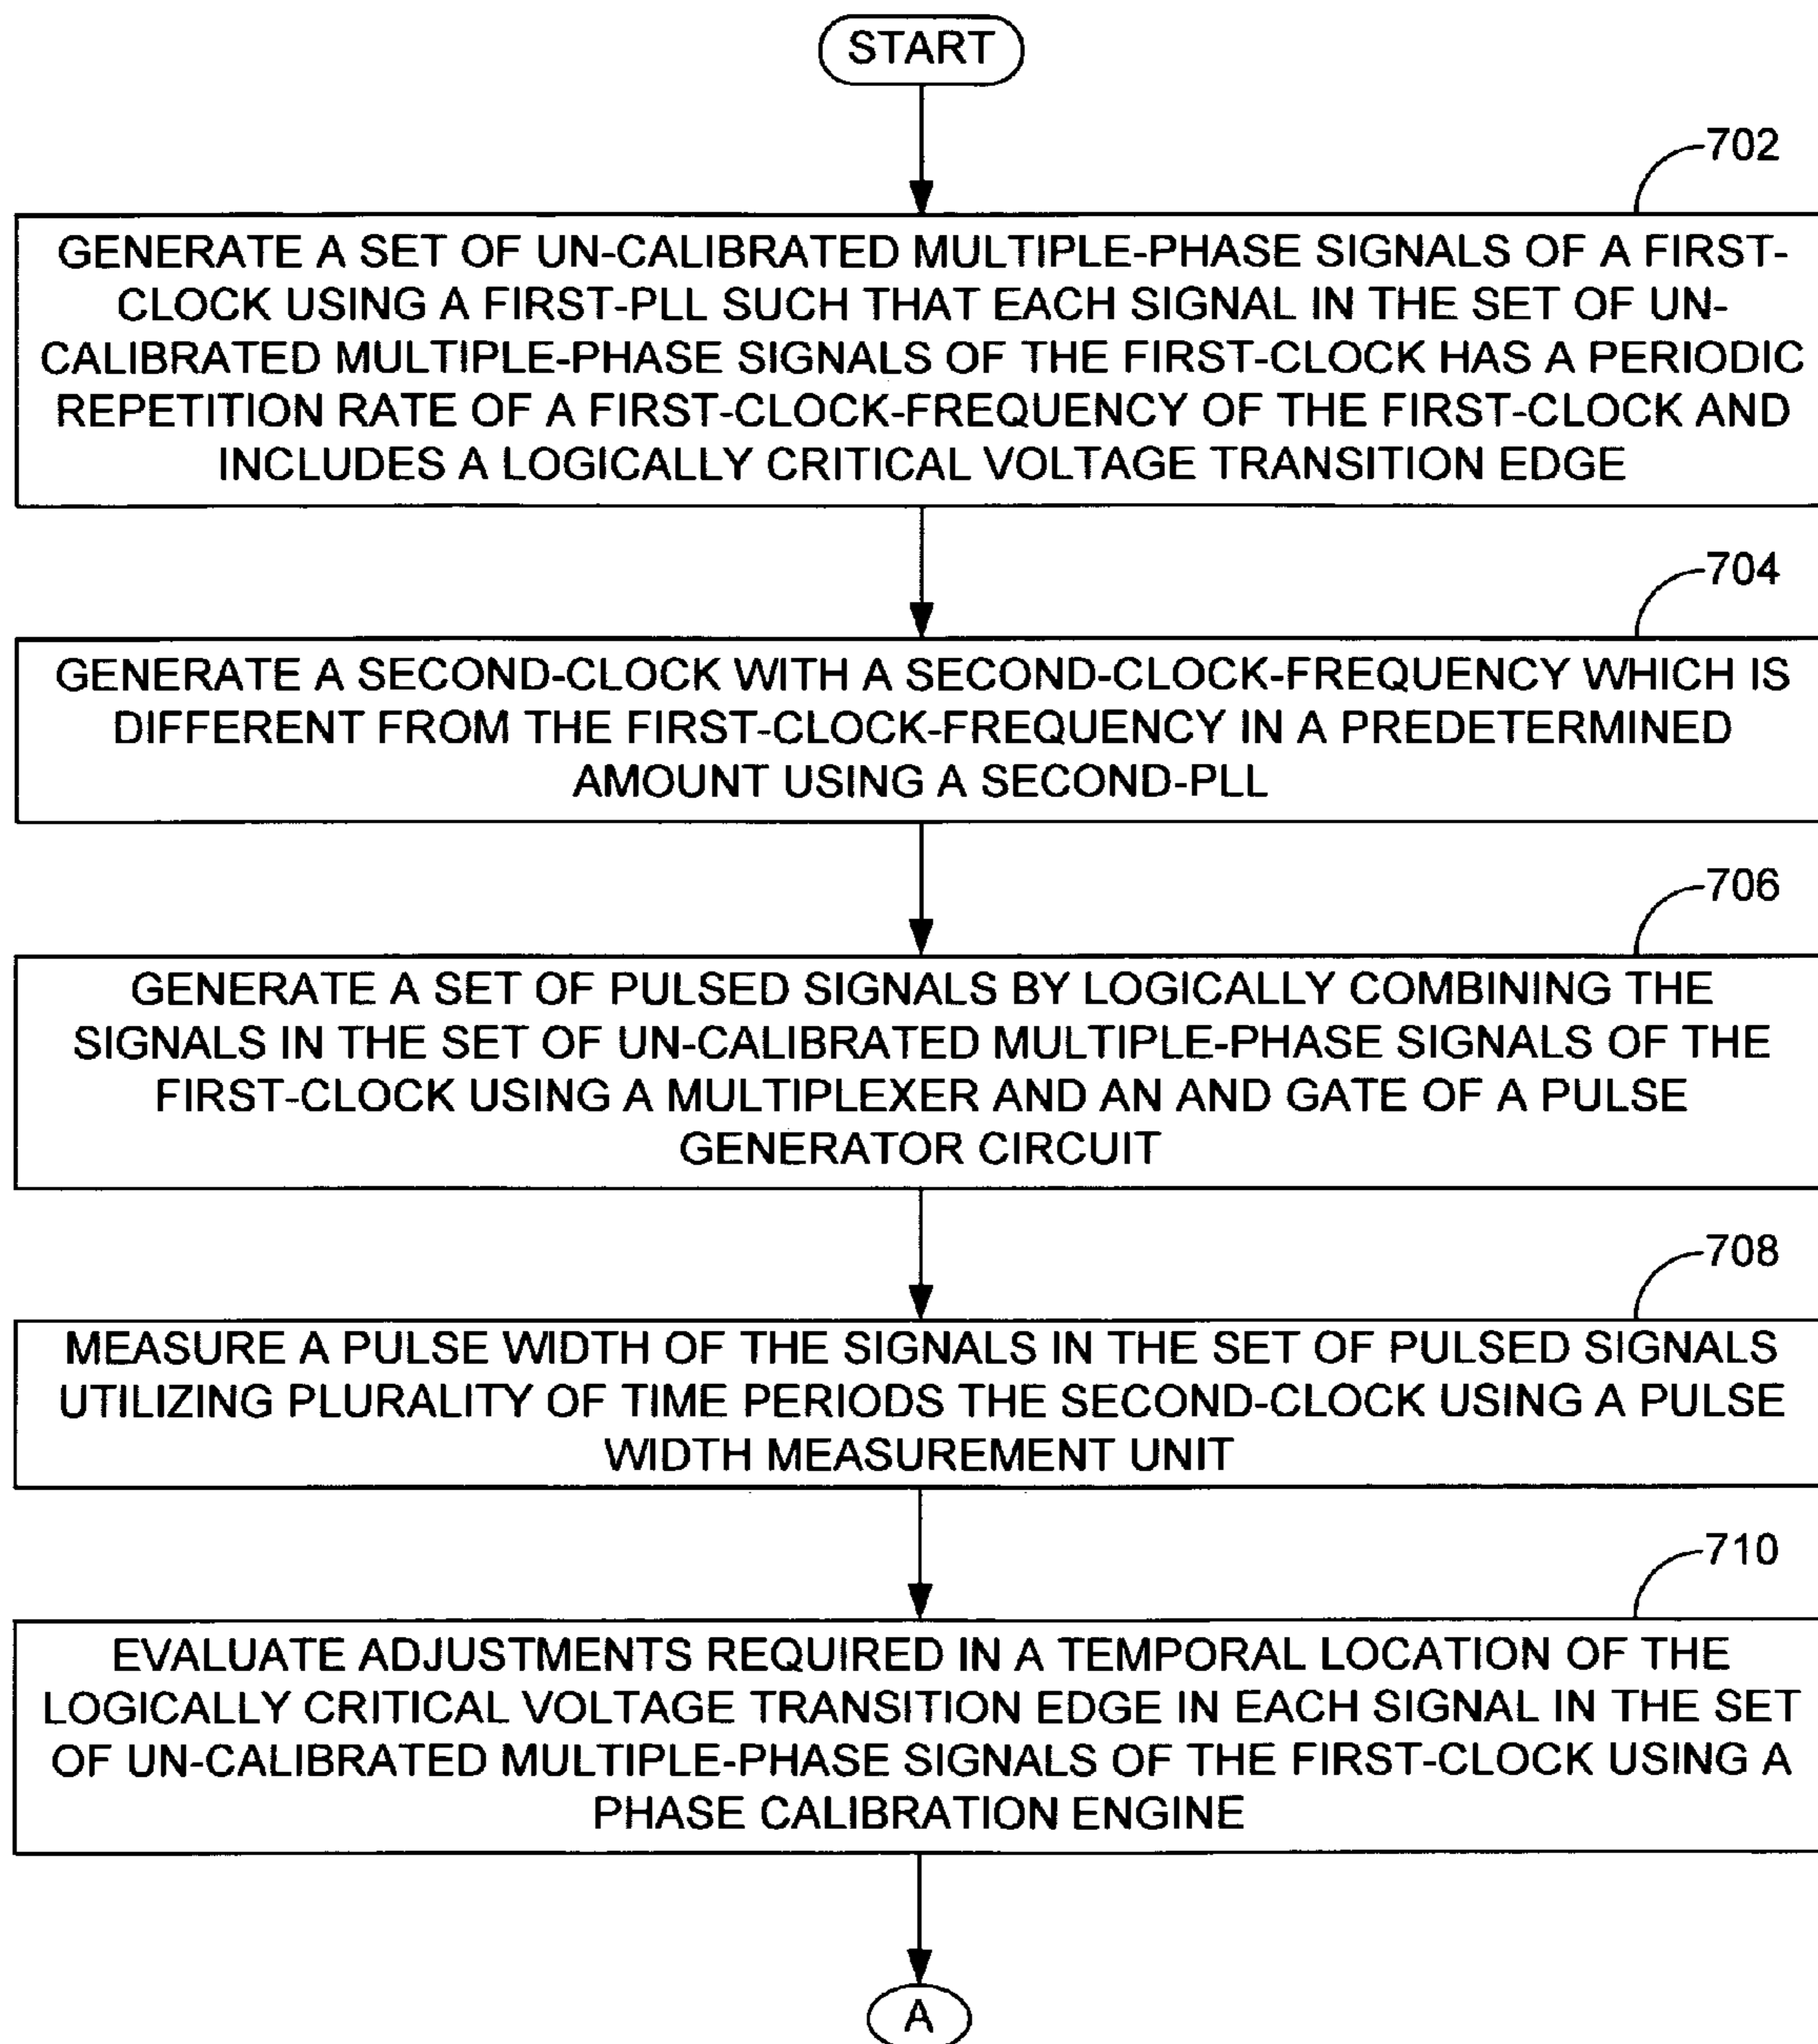 START
702
GENERATE A SET OF UN-CALIBRATED MULTIPLE-PHASE SIGNALS OF A FIRST-
CLOCK USING A FIRST-PLL SUCH THAT EACH SIGNAL IN THE SET OF UN-
CALIBRATED MULTIPLE-PHASE SIGNALS OF THE FIRST-CLOCK HAS A PERIODIC
REPETITION RATE OF A FIRST-CLOCK-FREQUENCY OF THE FIRST-CLOCK AND
INCLUDES A LOGICALLY CRITICAL VOLTAGE TRANSITION EDGE
704
GENERATE A SECOND-CLOCK WITH A SECOND-CLOCK-FREQUENCY WHICH IS
DIFFERENT FROM THE FIRST-CLOCK-FREQUENCY IN A PREDETERMINED
AMOUNT USING A SECOND-PLL
706
GENERATE A SET OF PULSED SIGNALS BY LOGICALLY COMBINING THE
SIGNALS IN THE SET OF UN-CALIBRATED MULTIPLE-PHASE SIGNALS OF THE
FIRST-CLOCK USING A MULTIPLEXER AND AN AND GATE OF A PULSE
GENERATOR CIRCUIT
708
MEASURE A PULSE WIDTH OF THE SIGNALS IN THE SET OF PULSED SIGNALS
UTILIZING PLURALITY OF TIME PERIODS THE SECOND-CLOCK USING A PULSE
WIDTH MEASUREMENT UNIT
710
EVALUATE ADJUSTMENTS REQUIRED IN A TEMPORAL LOCATION OF THE
LOGICALLY CRITICAL VOLTAGE TRANSITION EDGE IN EACH SIGNAL IN THE SET
OF UN-CALIBRATED MULTIPLE-PHASE SIGNALS OF THE FIRST-CLOCK USING A
PHASE CALIBRATION ENGINE
A